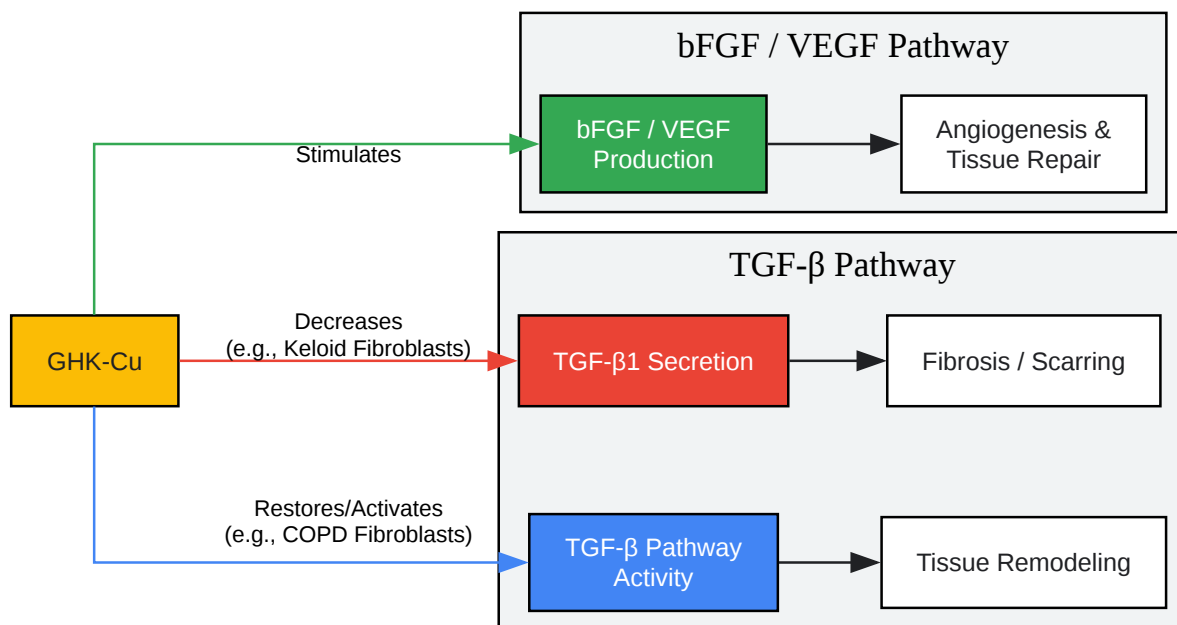 bFGF / VEGF Pathway
bFGF / VEGF
Production
Angiogenesis &
Tissue Repair
Stimulates
TGF-β Pathway
GHK-Cu
Decreases
(e.g., Keloid Fibroblasts)
TGF-β1 Secretion
Fibrosis / Scarring
Restores/Activates
(e.g., COPD Fibroblasts)
TGF-β Pathway
Activity
Tissue Remodeling